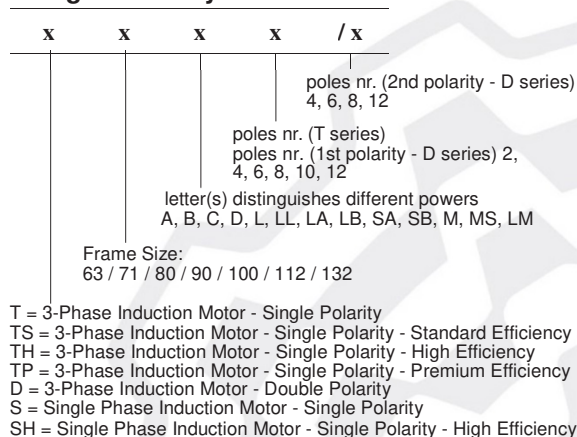 x x x x / x
poles nr. (2nd polarity - D series)
4, 6, 8, 12
poles nr. (T series)
poles nr. (1st polarity - D series) 2,
4, 6, 8, 10, 12
letter(s) distinguishes different powers
A, B, C, D, L, LL, LA, LB, SA, SB, M, MS, LM
Frame Size:
63 / 71 / 80 / 90 / 100 / 112 / 132
T = 3-Phase Induction Motor - Single Polarity
TS = 3-Phase Induction Motor - Single Polarity - Standard Efficiency
TH = 3-Phase Induction Motor - Single Polarity - High Efficiency
TP = 3-Phase Induction Motor - Single Polarity - Premium Efficiency
D = 3-Phase Induction Motor - Double Polarity
S = Single Phase Induction Motor - Single Polarity
SH = Single Phase Induction Motor - Single Polarity - High Efficiency